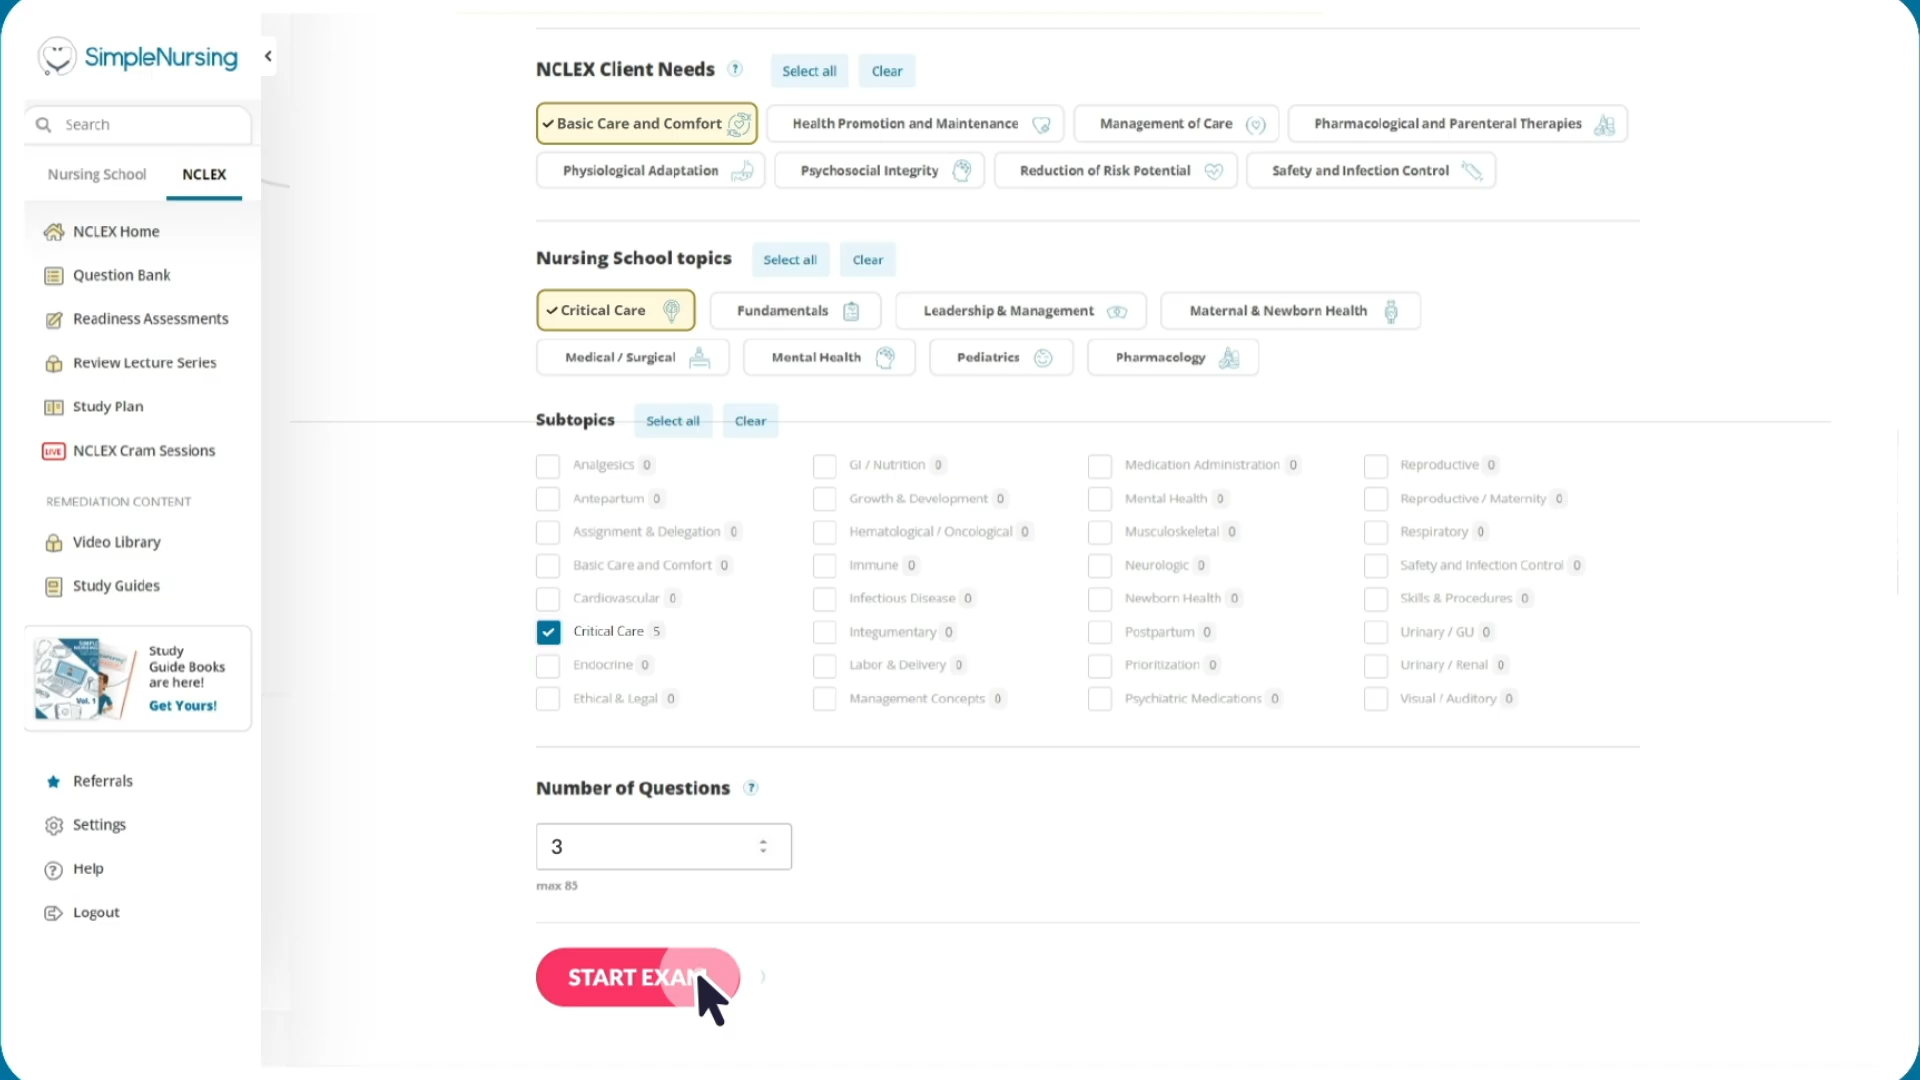 SimpleNursing
Search
Nursing School
NCLEX
NCLEX Home
Question Bank
Readiness Assessments
Review Lecture Series
Study Plan
LIVE
NCLEX Cram Sessions
REMEDIATION CONTENT
Video Library
Study Guides
Vol. 1
Study
Guide Books
are here!
Get Yours!
Referrals
Settings
Help
Logout
NCLEX Client Needs ? Select all Clear
Basic Care and Comfort Health Promotion and Maintenance Management of Care Pharmacological and Parenteral Therapies
Physiological Adaptation Psychosocial Integrity Reduction of Risk Potential Safety and Infection Control
Nursing School topics Select all Clear
Critical Care Fundamentals Leadership & Management Maternal & Newborn Health
Medical / Surgical Mental Health Pediatrics Pharmacology
Subtopics Select all Clear
Analgesics 0 GI / Nutrition 0 Medication Administration 0 Reproductive 0
Antepartum 0 Growth & Development 0 Mental Health 0 Reproductive / Maternity 0
Assignment & Delegation 0 Hematological / Oncological 0 Musculoskeletal 0 Respiratory 0
Basic Care and Comfort 0 Immune 0 Neurologic 0 Safety and Infection Control 0
Cardiovascular 0 Infectious Disease 0 Newborn Health 0 Skills & Procedures 0
Critical Care 5 Integumentary 0 Postpartum 0 Urinary / GU 0
Endocrine 0 Labor & Delivery 0 Prioritization 0 Urinary / Renal 0
Ethical & Legal 0 Management Concepts 0 Psychiatric Medications 0 Visual / Auditory 0
Number of Questions ?
3
max 85
START EXAM